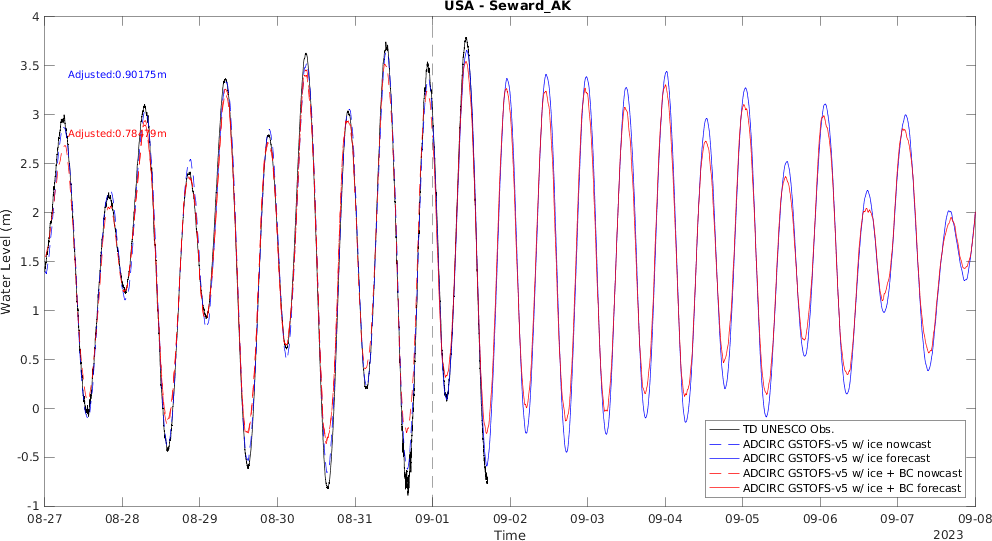 USA - Seward_AK
4
3.5
3
2.5
2
1.5
1
0.5
0
-0.5
-1
Water Level (m)
Adjusted:0.90175m
Adjusted:0.78479m
TD UNESCO Obs.
ADCIRC GSTOFS-v5 w/ ice nowcast
ADCIRC GSTOFS-v5 w/ ice forecast
ADCIRC GSTOFS-v5 w/ ice + BC nowcast
ADCIRC GSTOFS-v5 w/ ice + BC forecast
08-27 08-28 08-29 08-30 08-31 09-01 09-02 09-03 09-04 09-05 09-06 09-07 09-08
Time
2023